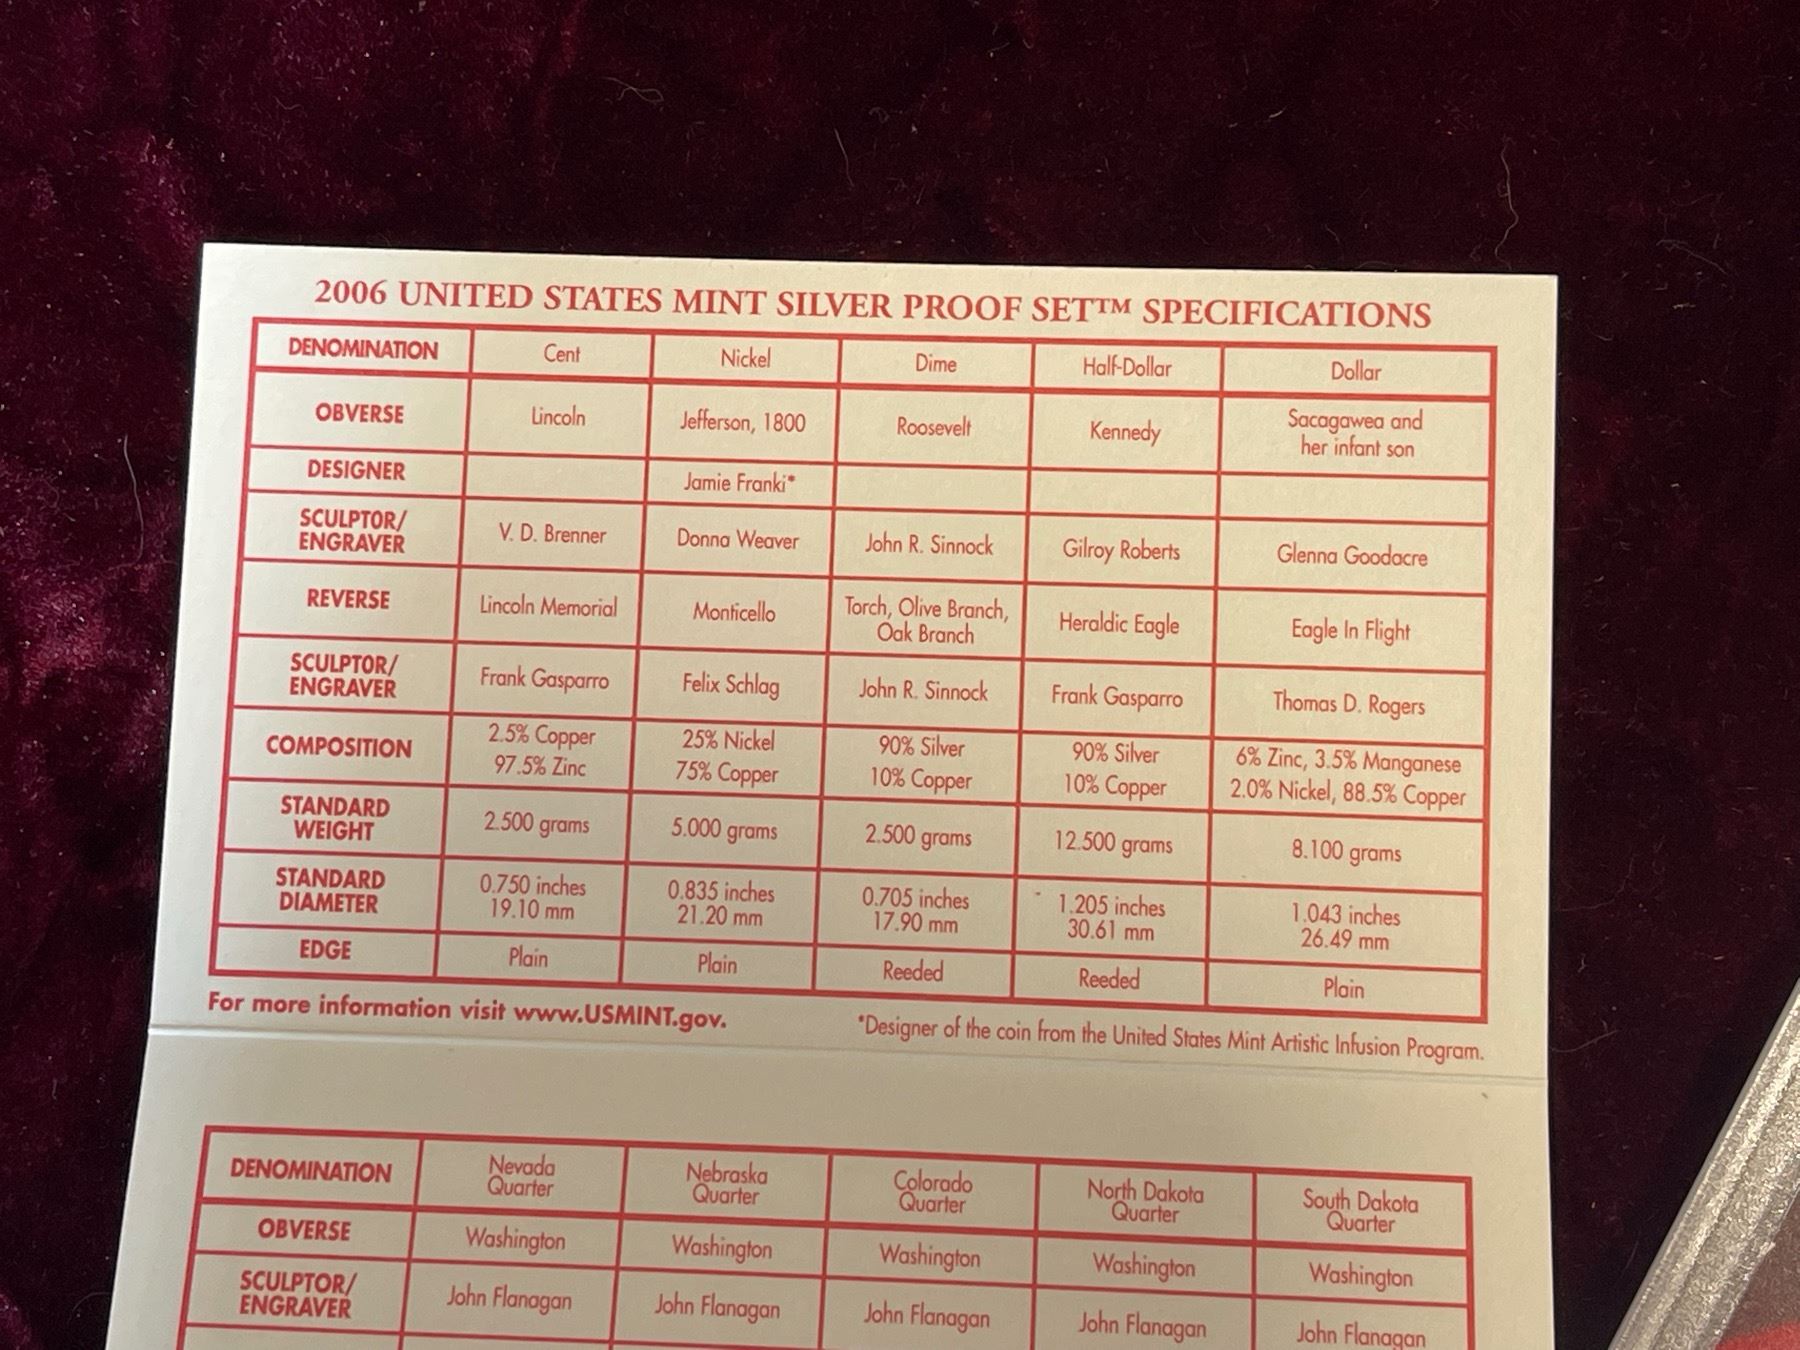 2006 UNITED STATES MINT SILVER PROOF SET™ SPECIFICATIONS
DENOMINATION Cent Nickel Dime Half-Dollar Dollar
OBVERSE Lincoln Jefferson, 1800 Roosevelt Kennedy Sacagawea and
her infant son
DESIGNER Jamie Franki*
SCULPTOR/
ENGRAVER V. D. Brenner Donna Weaver John R. Sinnock Gilroy Roberts Glenna Goodacre
REVERSE Lincoln Memorial Monticello Torch, Olive Branch,
Oak Branch Heraldic Eagle Eagle In Flight
SCULPTOR/
ENGRAVER Frank Gasparro Felix Schlag John R. Sinnock Frank Gasparro Thomas D. Rogers
COMPOSITION 2.5% Copper 25% Nickel 90% Silver 90% Silver 6% Zinc, 3.5% Manganese
97.5% Zinc 75% Copper 10% Copper 10% Copper 2.0% Nickel, 88.5% Copper
STANDARD
WEIGHT 2.500 grams 5.000 grams 2.500 grams 12.500 grams 8.100 grams
STANDARD 0.750 inches 0.835 inches 0.705 inches 1.205 inches 1.043 inches
DIAMETER 19.10 mm 21.20 mm 17.90 mm 30.61 mm 26.49 mm
EDGE Plain Plain Reeded Reeded Plain
For more information visit www.USMINT.gov.
*Designer of the coin from the United States Mint Artistic Infusion Program.
DENOMINATION Nevada Nebraska Colorado North Dakota South Dakota
Quarter Quarter Quarter Quarter Quarter
OBVERSE Washington Washington Washington Washington Washington
SCULPTOR/
ENGRAVER John Flanagan John Flanagan John Flanagan John Flanagan John Flanagan